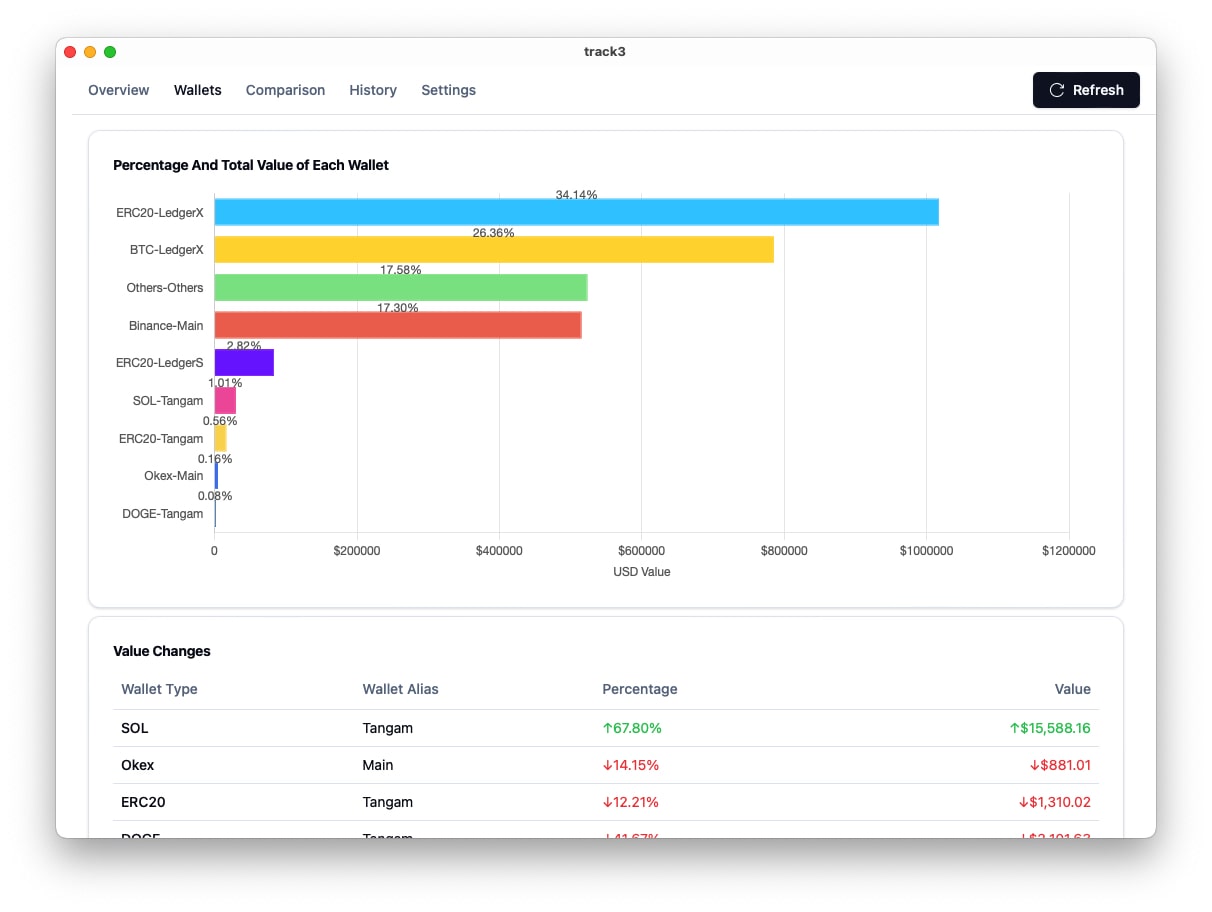 track3
Overview Wallets Comparison History Settings Refresh
Percentage And Total Value of Each Wallet
34.14%
ERC20-LedgerX
26.36%
BTC-LedgerX
17.58%
Others-Others
17.30%
Binance-Main
2.82%
ERC20-LedgerS
1.01%
SOL-Tangam
0.56%
ERC20-Tangam
0.16%
Okex-Main
0.08%
DOGE-Tangam
0 $200000 $400000 $600000 $800000 $1000000 $1200000
USD Value
Value Changes
Wallet Type Wallet Alias Percentage Value
SOL Tangam ↑67.80% ↑$15,588.16
Okex Main ↓14.15% ↓$881.01
ERC20 Tangam ↓12.21% ↓$1,310.02
DOGE Tangam ↓41.67%